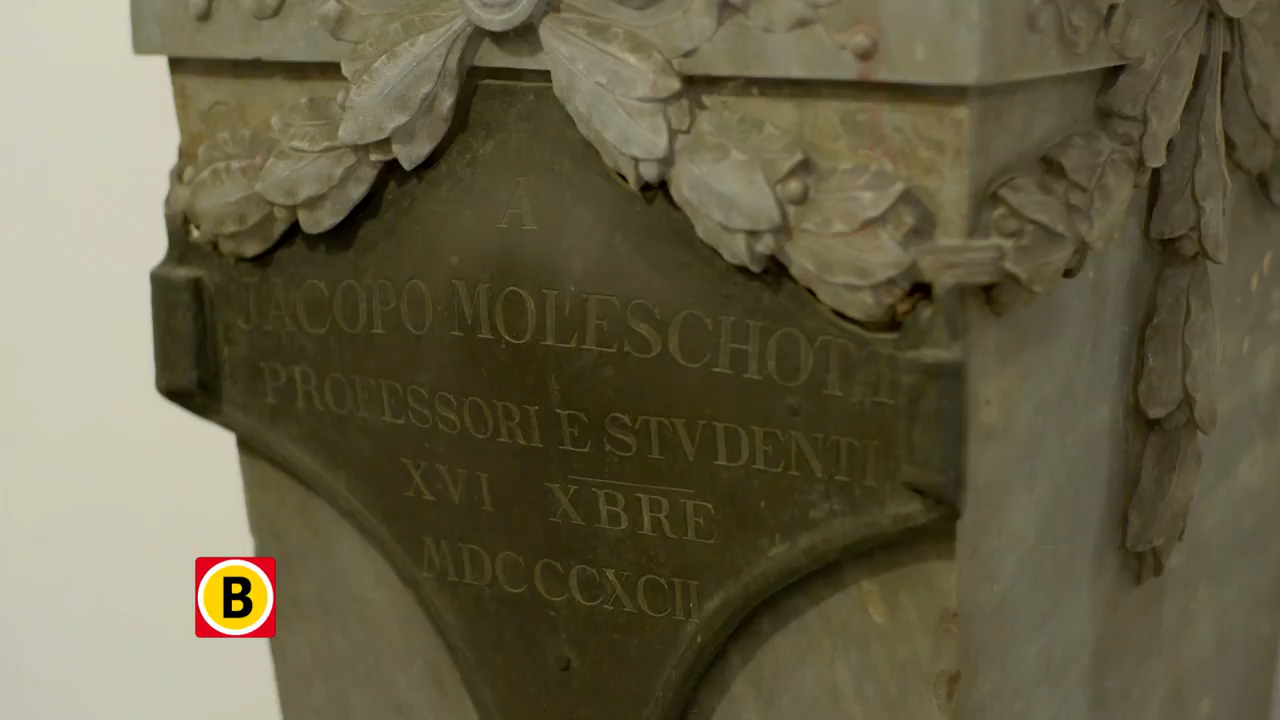 A
JACOPO MOLESCHOTT
PROFESSORI E STVDENTI
XVI XBRE
MDCCCXCII
B